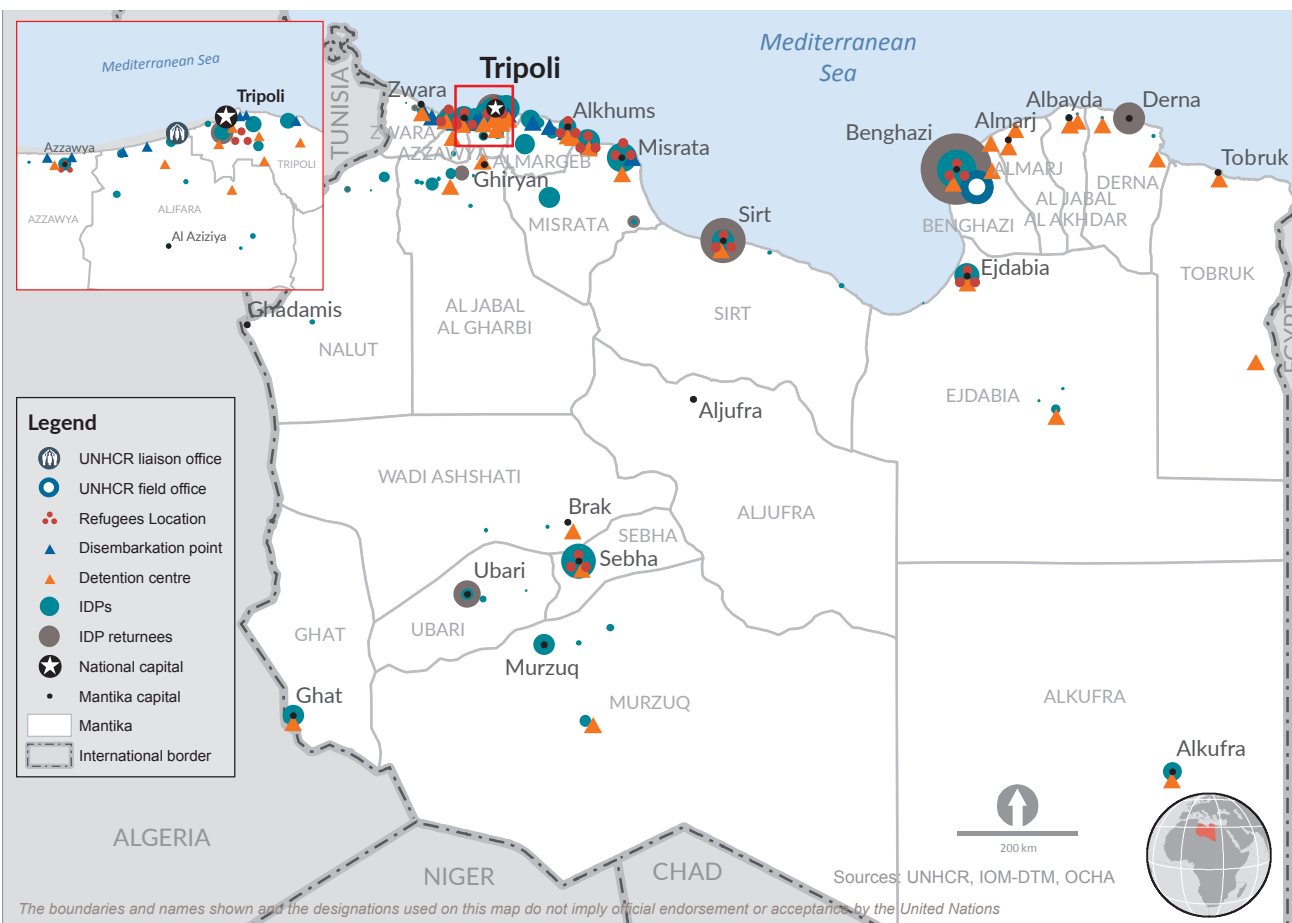 Mediterranean Sea
Tripoli
Azzawya
TRIPOLI
AZZAWYA
ALJFARA
Al Aziziya
Mediterranean
Sea
Tripoli
TUNISIA
Zwara
ZWARA
AZZAWYA
Alkhums
ALMARGEB
Misrata
Ghiryan
MISRATA
Sirt
Benghazi
Almarj
Albayda
Derna
ALMARJ
Tobruk
DERNA
AL JABAL
AL AKHDAR
BENGHAZI
Ejdabia
TOBRUK
EGYPT
Ghadamis
NALUT
AL JABAL
AL GHARBI
SIRT
EJDABIA
Aljufra
WADI ASHSHATI
Brak
SEBHA
ALJUFRA
Sebha
Ubari
UBARI
GHAT
Murzuq
Ghat
MURZUQ
ALKUFRA
Alkufra
Legend
UNHCR liaison office
UNHCR field office
Refugees Location
Disembarkation point
Detention centre
IDPs
IDP returnees
National capital
Mantika capital
Mantika
International border
ALGERIA
NIGER
CHAD
200 km
Sources: UNHCR, IOM-DTM, OCHA
The boundaries and names shown and the designations used on this map do not imply official endorsement or acceptance by the United Nations